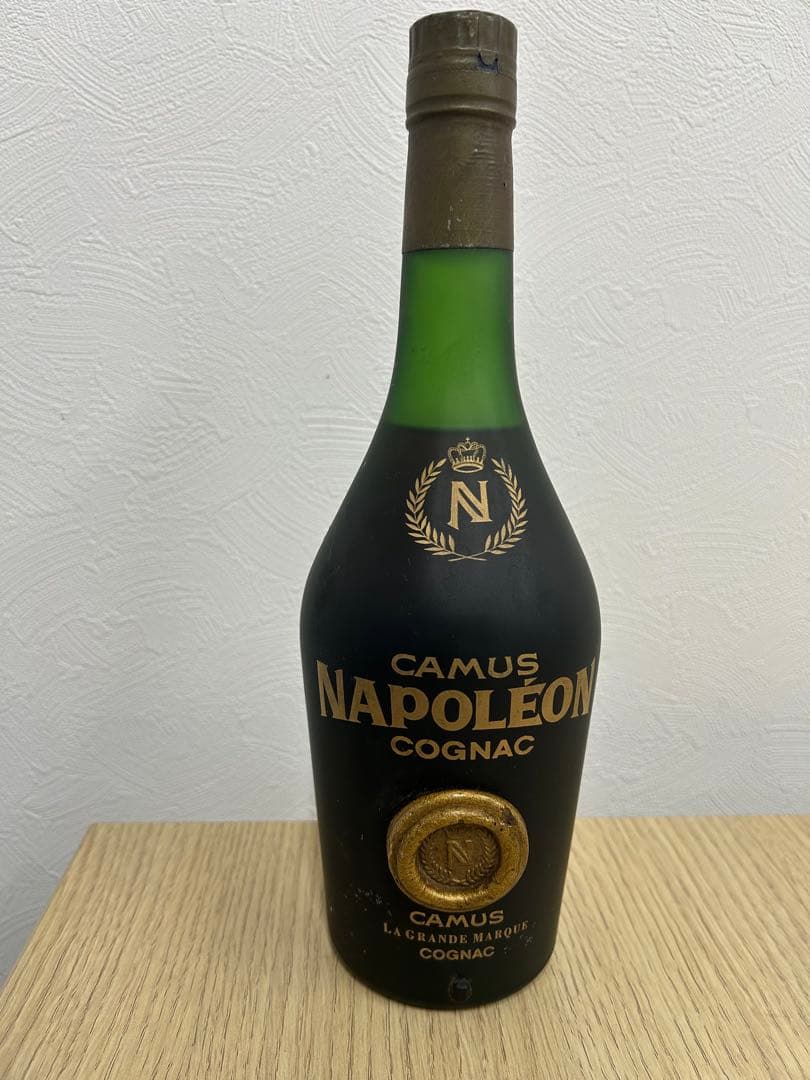 N
CAMUS
NAPOLÉON
COGNAC
N
CAMUS
LA GRANDE MARQUE
COGNAC